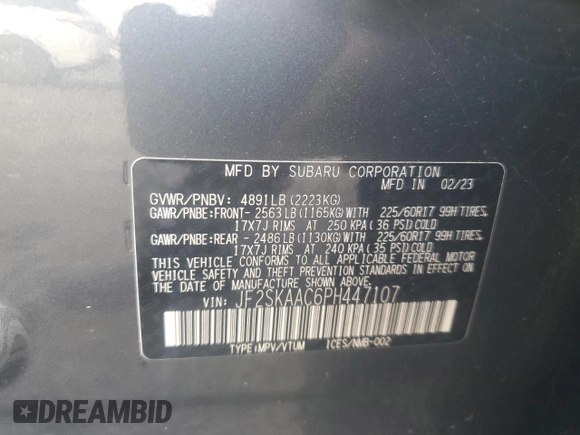 MFD BY SUBARU CORPORATION
MFD IN 02/23
GVWR/PNBV: 4891LB(2223KG)
GAWR/PNBE:FRONT- 2563LB(1165KG)WITH 225/60R17 99H TIRES,
17X7J RIMS AT 250 KPA(36 PSI)COLD
GAWR/PNBE:REAR - 2486LB(1130KG)WITH 225/60R17 99H TIRES,
17X7J RIMS AT 240 KPA(35 PSI)COLD
THIS VEHICLE CONFORMS TO ALL APPLICABLE FEDERAL MOTOR
VEHICLE SAFETY AND THEFT PREVENTION STANDARDS IN EFFECT ON
THE DATE OF MANUFACTURE SHOWN ABOVE.
VIN: JF2SKAAC6PH447107
TYPE:MPV/VTUM ICES/NMB-002
DREAMBID